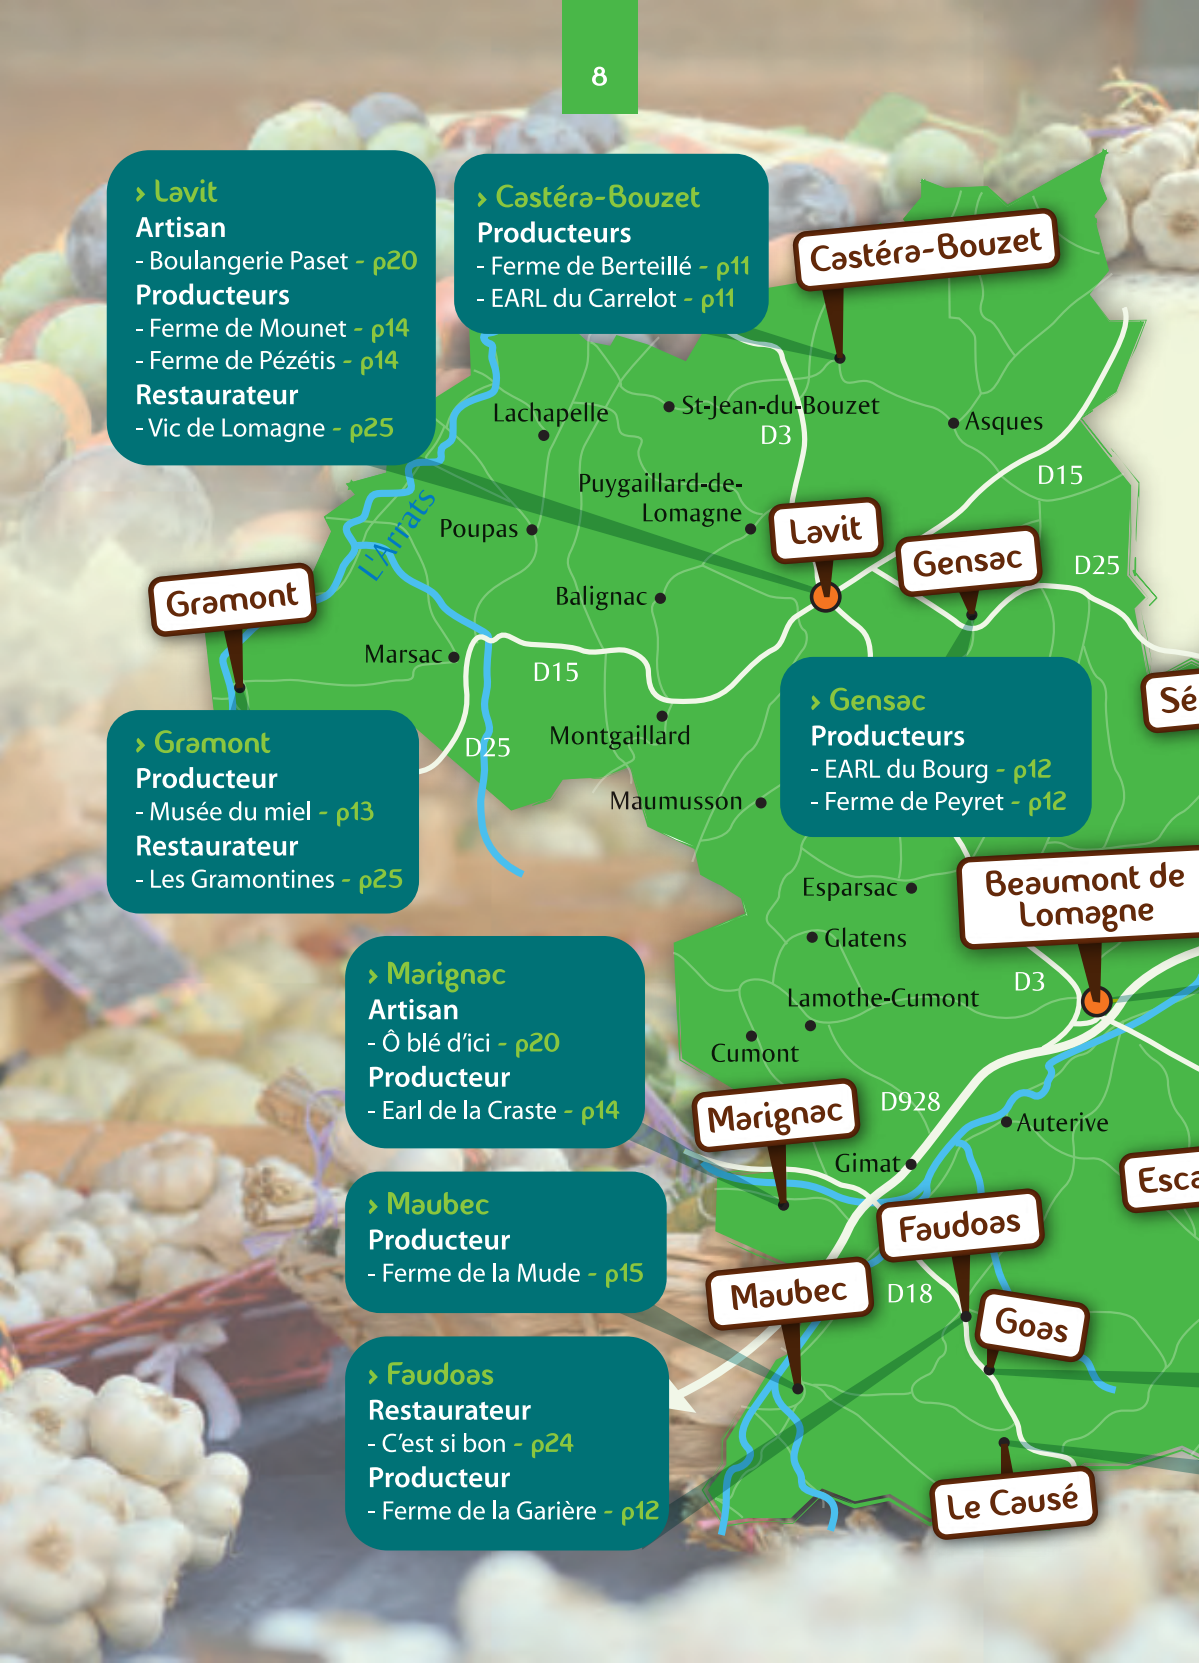 8
› Lavit
Artisan
- Boulangerie Paset - p20
Producteurs
- Ferme de Mounet - p14
- Ferme de Pézétis - p14
Restaurateur
- Vic de Lomagne - p25
› Castéra-Bouzet
Producteurs
- Ferme de Berteillé - p11
- EARL du Carrelot - p11
Castéra-Bouzet
Lachapelle
St-Jean-du-Bouzet
D3
Asques
D15
Puygaillard-de-
Lomagne
L'Arrats
Poupas
Lavit
Gensac
D25
Gramont
Balignac
Marsac
D15
Sé
Montgaillard
D25
Maumusson
› Gensac
Producteurs
- EARL du Bourg - p12
- Ferme de Peyret - p12
› Gramont
Producteur
- Musée du miel - p13
Restaurateur
- Les Gramontines - p25
Esparsac
Beaumont de
Lomagne
Glatens
D3
Lamothe-Cumont
Cumont
› Marignac
Artisan
- Ô blé d'ici - p20
Producteur
- Earl de la Craste - p14
Marignac
D928
Auterive
Gimat
Esca
› Maubec
Producteur
- Ferme de la Mude - p15
Faudoas
Maubec
D18
Goas
› Faudoas
Restaurateur
- C'est si bon - p24
Producteur
- Ferme de la Garière - p12
Le Causé